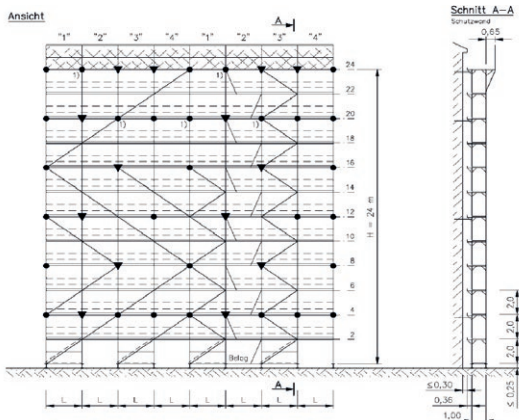 Ansicht
Schnitt A–A
Schutzwand
A
0,65
"1" "2" "3" "4" "1" "2" "3" "4"
24
1) 1)
22
20
1) 1) 1)
18
16
14
12
10
8
6
4
2
H = 24 m
Belag
A
L L L L L L L L
2,0
2,0
2,0
≤ 0,25
≤0,30
0,36
1,00